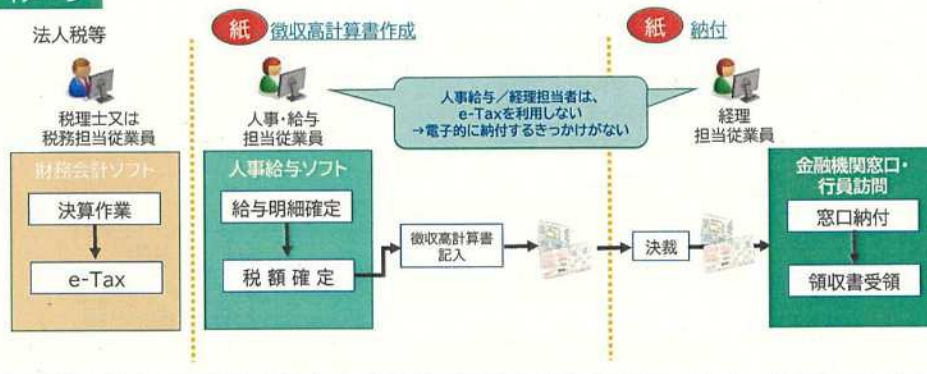 法人税等
紙 徴収高計算書作成
紙 納付
税理士又は
税務担当従業員
人事・給与
担当従業員
人事給与／経理担当者は、
e-Taxを利用しない
→電子的に納付するきっかけがない
経理
担当従業員
財務会計ソフト
決算作業
e-Tax
人事給与ソフト
給与明細確定
税額確定
徴収高計算書
記入
決裁
金融機関窓口・
行員訪問
窓口納付
領収書受領